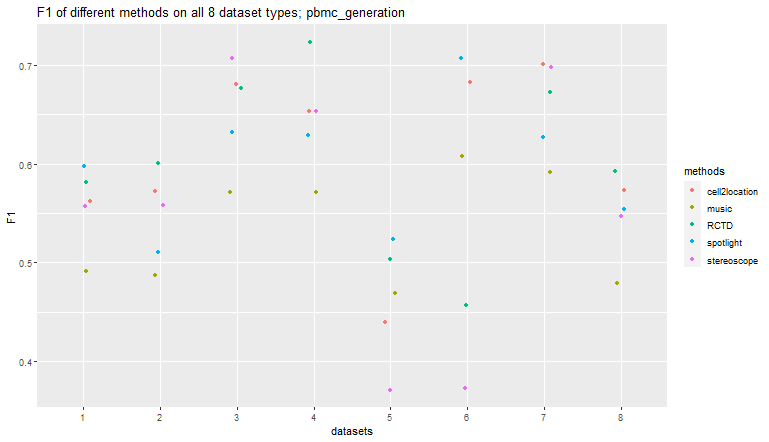 F1 of different methods on all 8 dataset types; pbmc_generation
0.7
0.6
0.5
0.4
F1
1 2 3 4 5 6 7 8
datasets
methods
cell2location
music
RCTD
spotlight
stereoscope